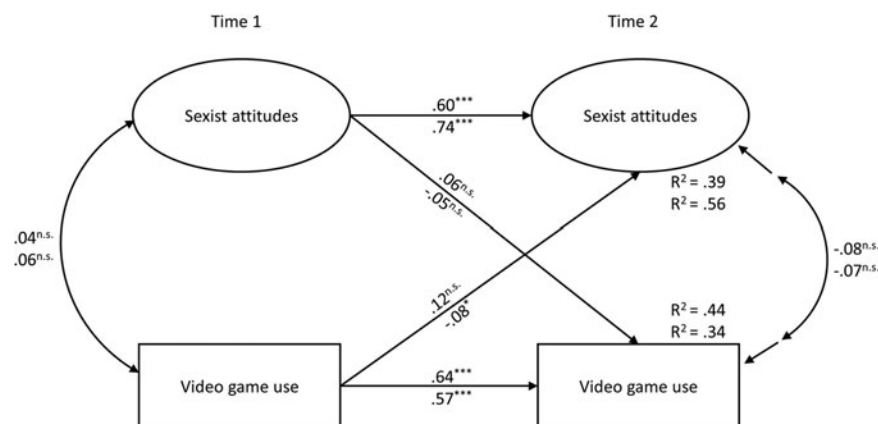 Time 1
Time 2
Sexist attitudes
.60***
.74***
Sexist attitudes
.06n.s.
-.05n.s.
R² = .39
R² = .56
.04n.s.
.06n.s.
-.08n.s.
-.07n.s.
.12n.s.
-.08*
R² = .44
R² = .34
Video game use
.64***
.57***
Video game use